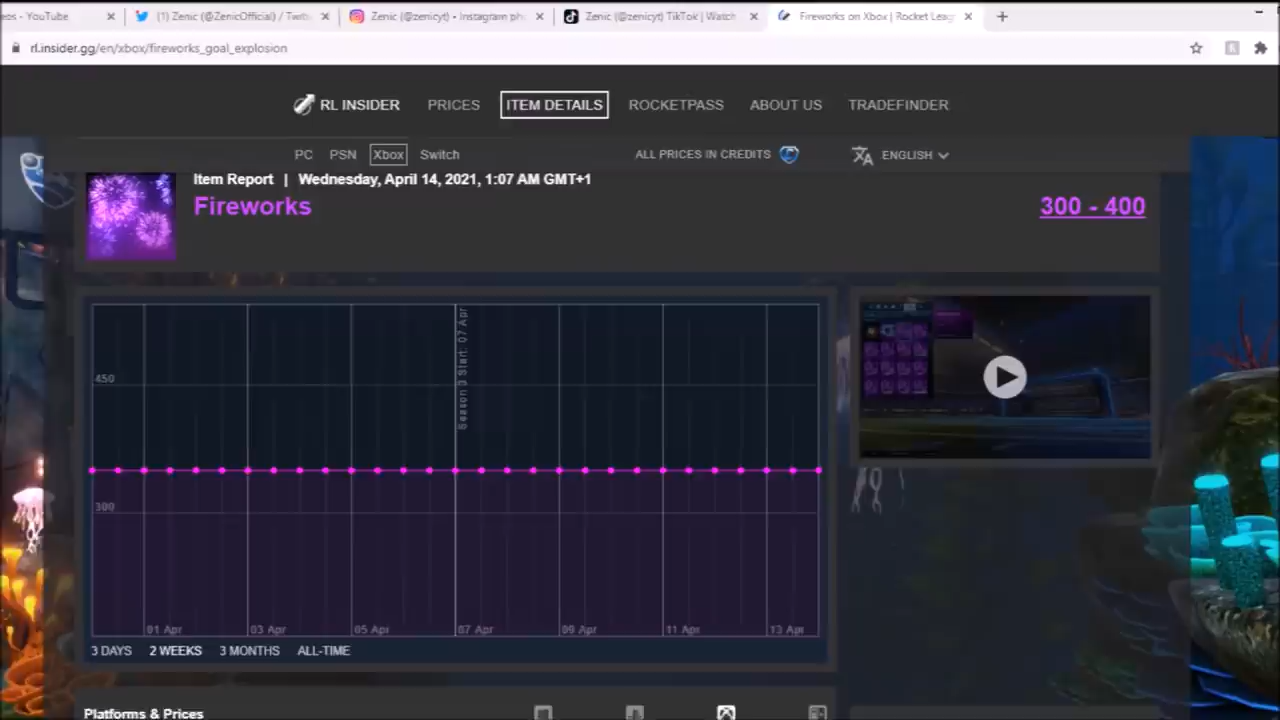 eos - YouTube
(1) Zenic (@ZenicOfficial) / Twitt
Zenic (@zenicyt) • Instagram ph
Zenic (@zenicyt) TikTok | Watch
Fireworks on Xbox | Rocket Leag
rl.insider.gg/en/xbox/fireworks_goal_explosion
RL INSIDER PRICES ITEM DETAILS ROCKETPASS ABOUT US TRADEFINDER
PC PSN Xbox Switch ALL PRICES IN CREDITS ENGLISH
Item Report | Wednesday, April 14, 2021, 1:07 AM GMT+1
Fireworks 300 - 400
Season 3 Start: 07 Apr
450
300
01 Apr 03 Apr 05 Apr 07 Apr 09 Apr 11 Apr 13 Apr
3 DAYS 2 WEEKS 3 MONTHS ALL-TIME
Platforms & Prices